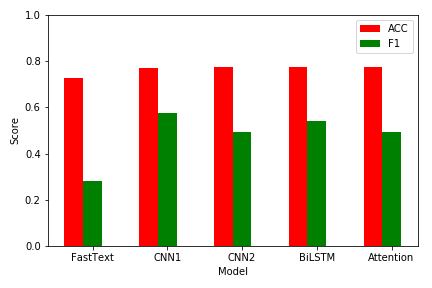 1.0
0.8
0.6
0.4
0.2
0.0
Score
ACC
F1
FastText CNN1 CNN2 BiLSTM Attention
Model